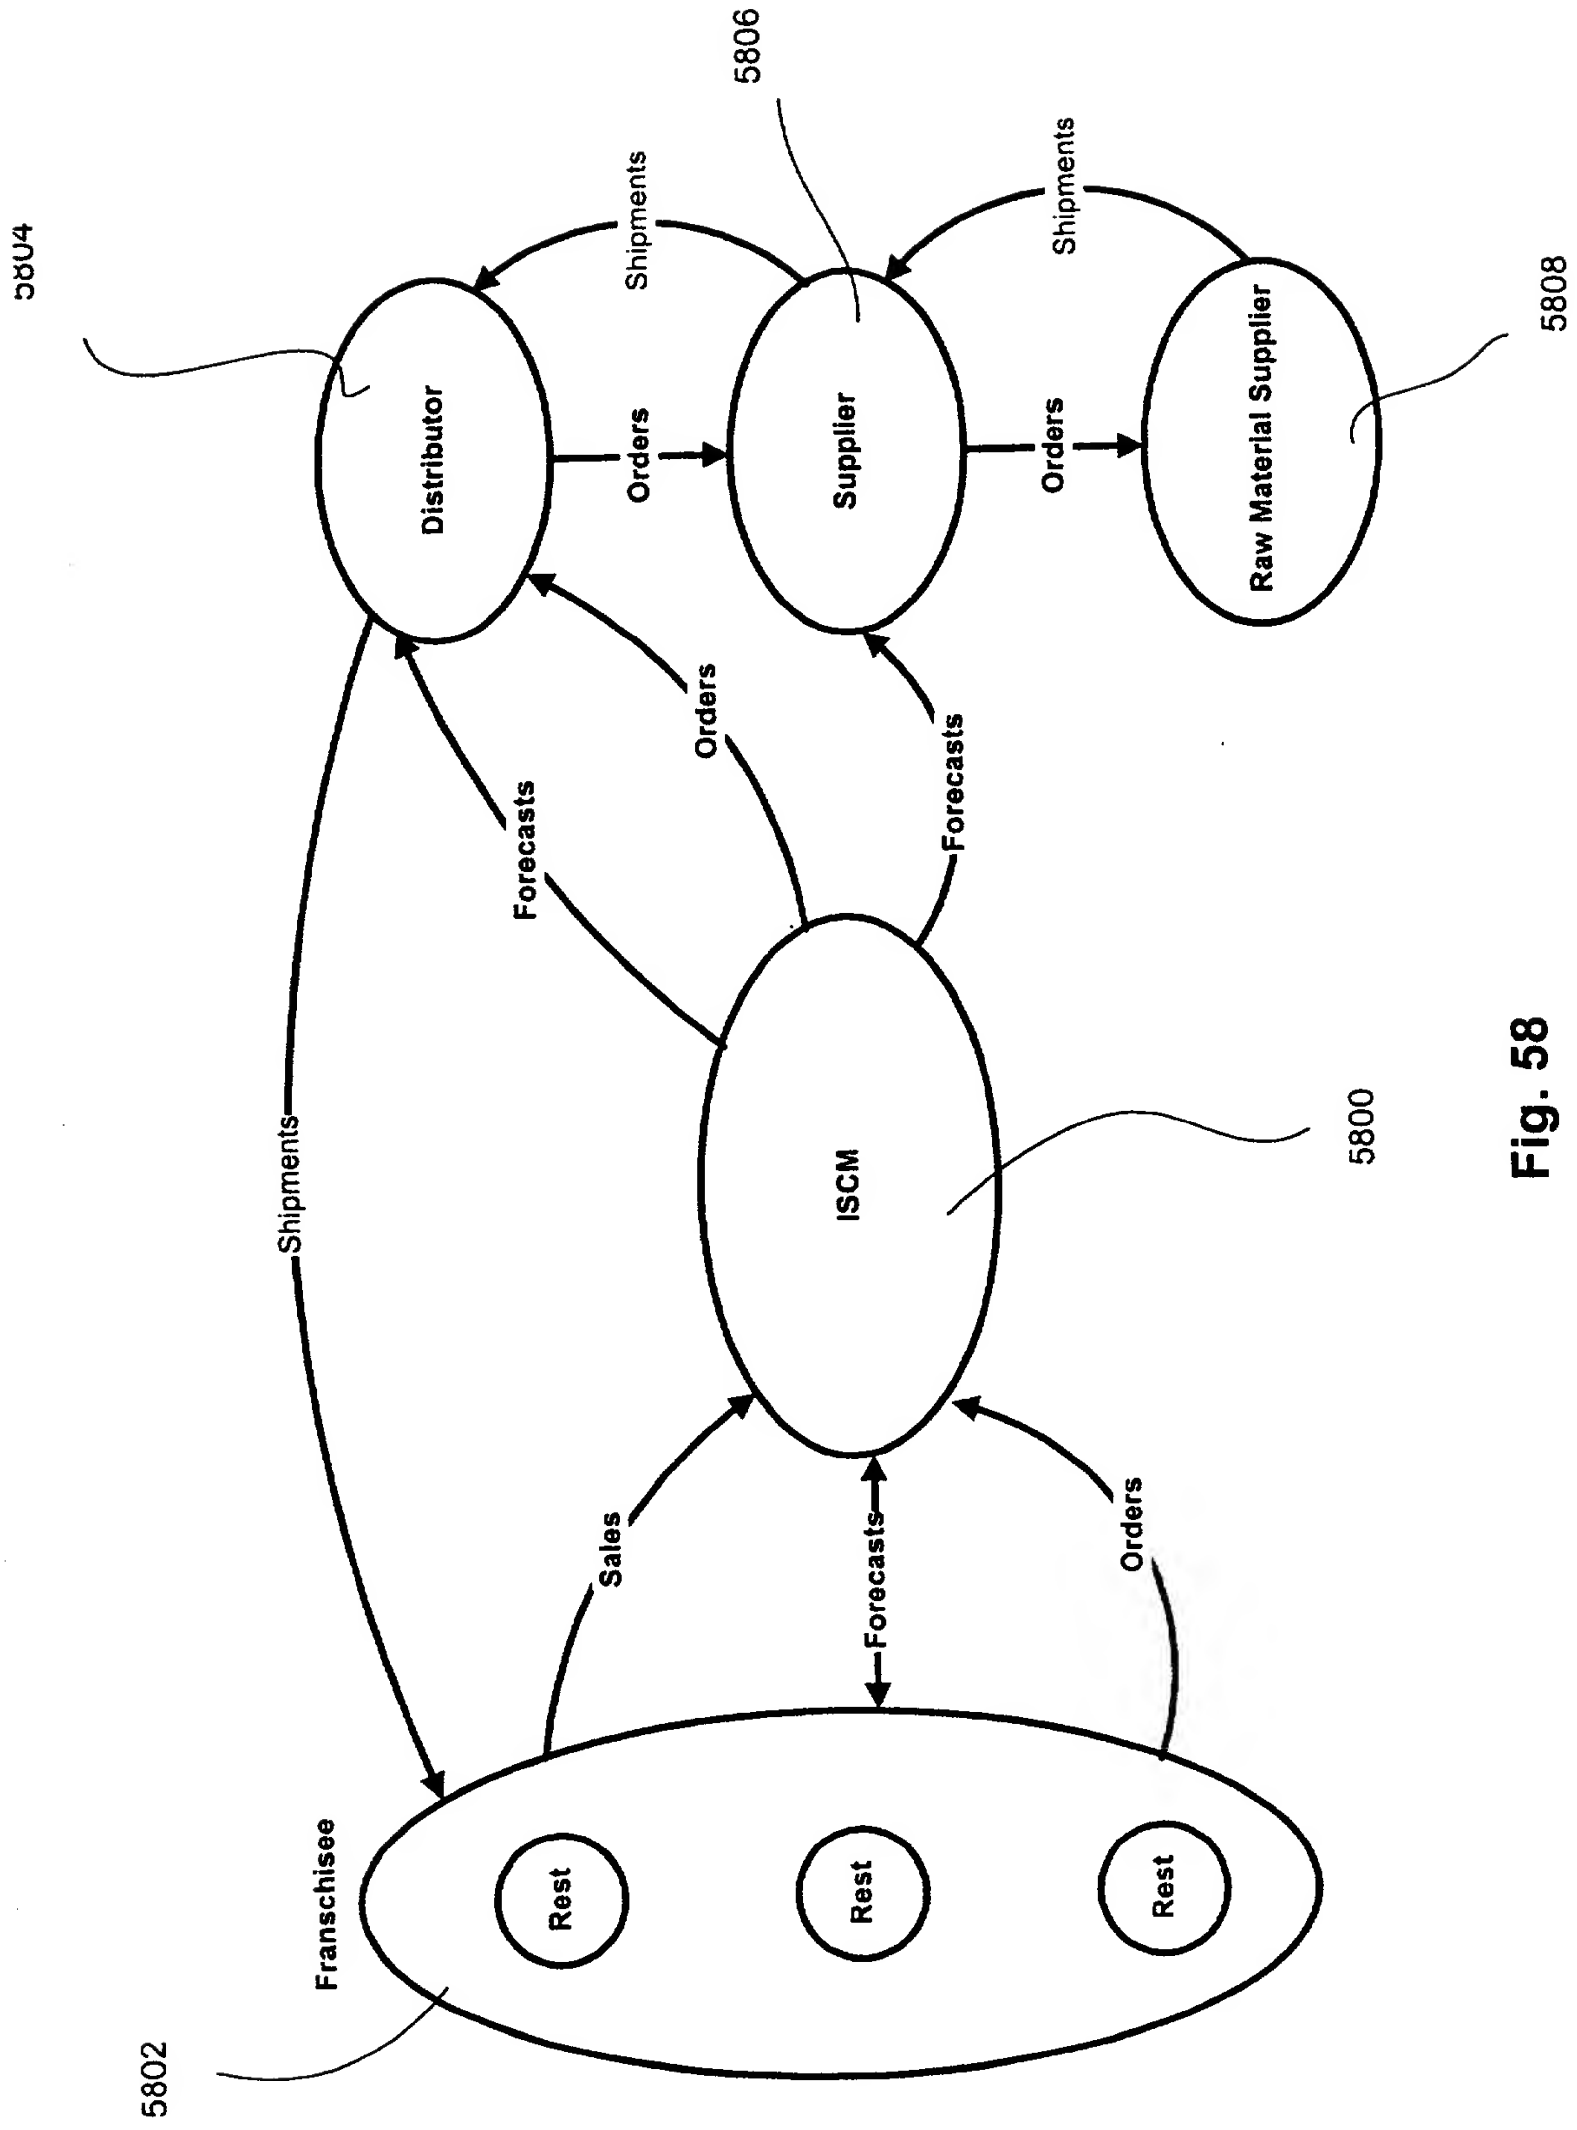 5802
Franschisee
Rest
Rest
Rest
Shipments
Sales
Forecasts
Orders
ISCM
5800
Forecasts
Orders
Forecasts
5804
Distributor
Orders
Shipments
5806
Supplier
Orders
Shipments
Raw Material Supplier
5808
Fig. 58